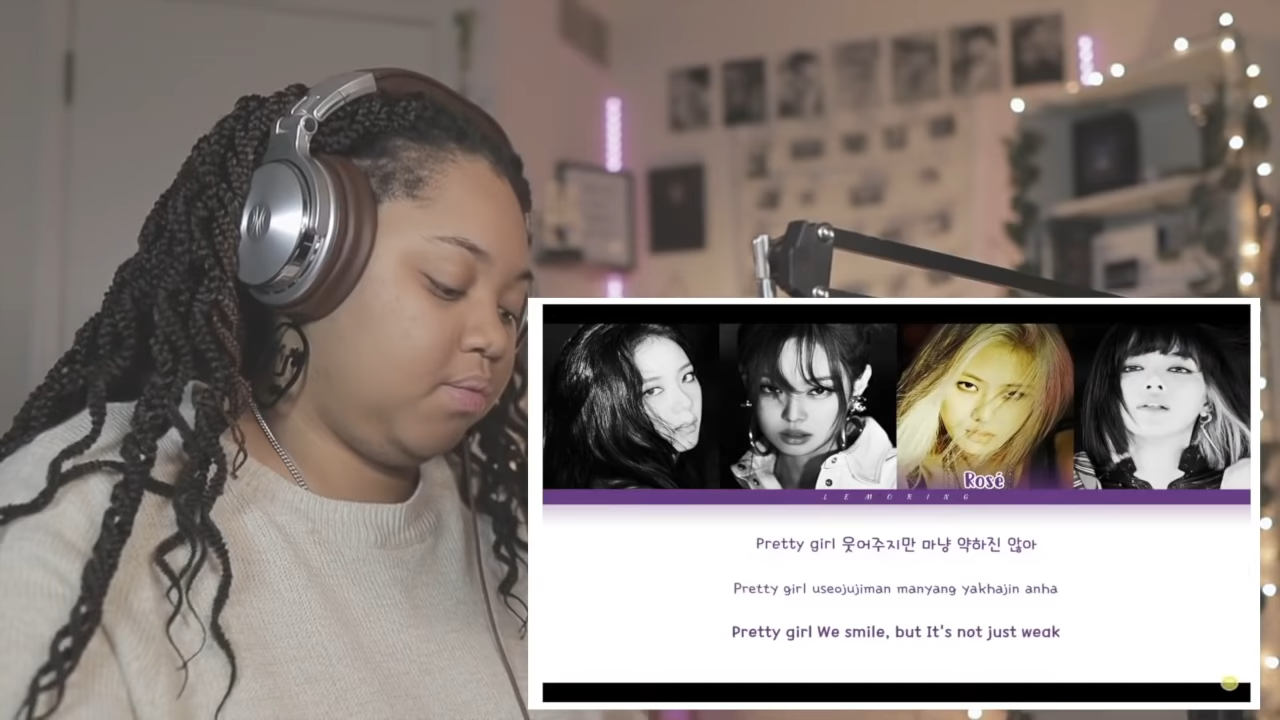 Rosé
LEMORING
Pretty girl 웃어주지만 마냥 약하진 않아
Pretty girl useojujiman manyang yakhajin anha
Pretty girl We smile, but It's not just weak